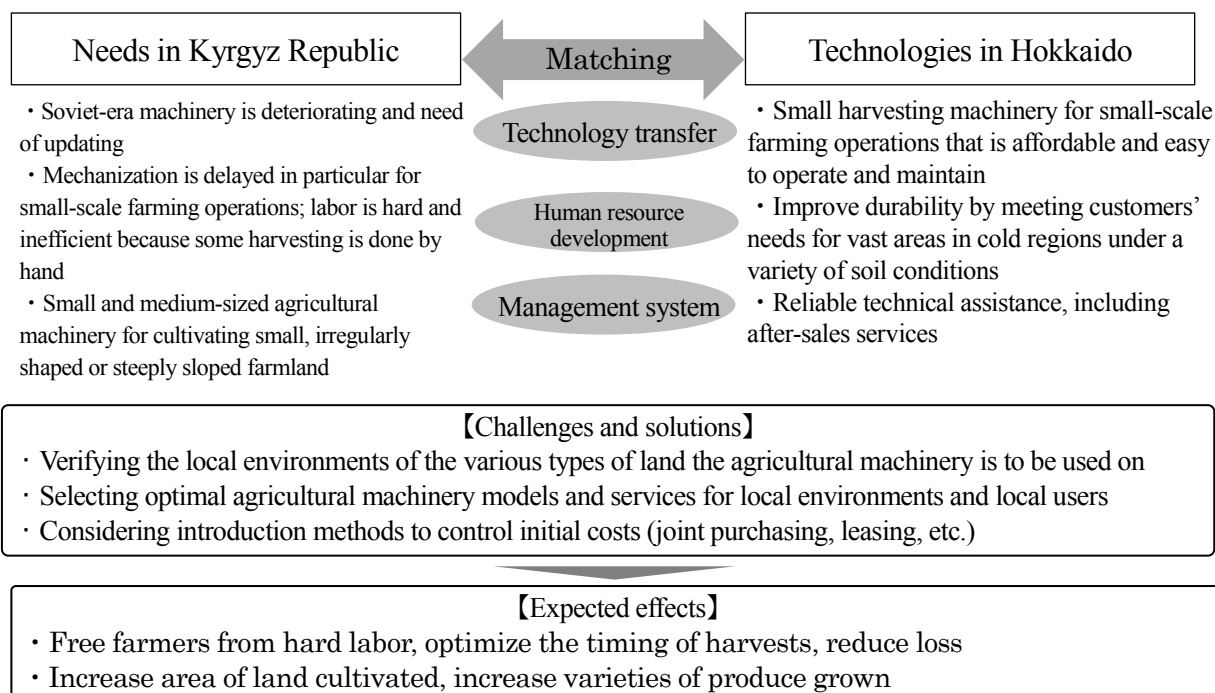 Needs in Kyrgyz Republic
Matching
Technologies in Hokkaido
・Soviet-era machinery is deteriorating and need
of updating
・Mechanization is delayed in particular for
small-scale farming operations; labor is hard and
inefficient because some harvesting is done by
hand
・Small and medium-sized agricultural
machinery for cultivating small, irregularly
shaped or steeply sloped farmland
Technology transfer
Human resource
development
Management system
・Small harvesting machinery for small-scale
farming operations that is affordable and easy
to operate and maintain
・Improve durability by meeting customers’
needs for vast areas in cold regions under a
variety of soil conditions
・Reliable technical assistance, including
after-sales services
【Challenges and solutions】
・Verifying the local environments of the various types of land the agricultural machinery is to be used on
・Selecting optimal agricultural machinery models and services for local environments and local users
・Considering introduction methods to control initial costs (joint purchasing, leasing, etc.)
【Expected effects】
・Free farmers from hard labor, optimize the timing of harvests, reduce loss
・Increase area of land cultivated, increase varieties of produce grown